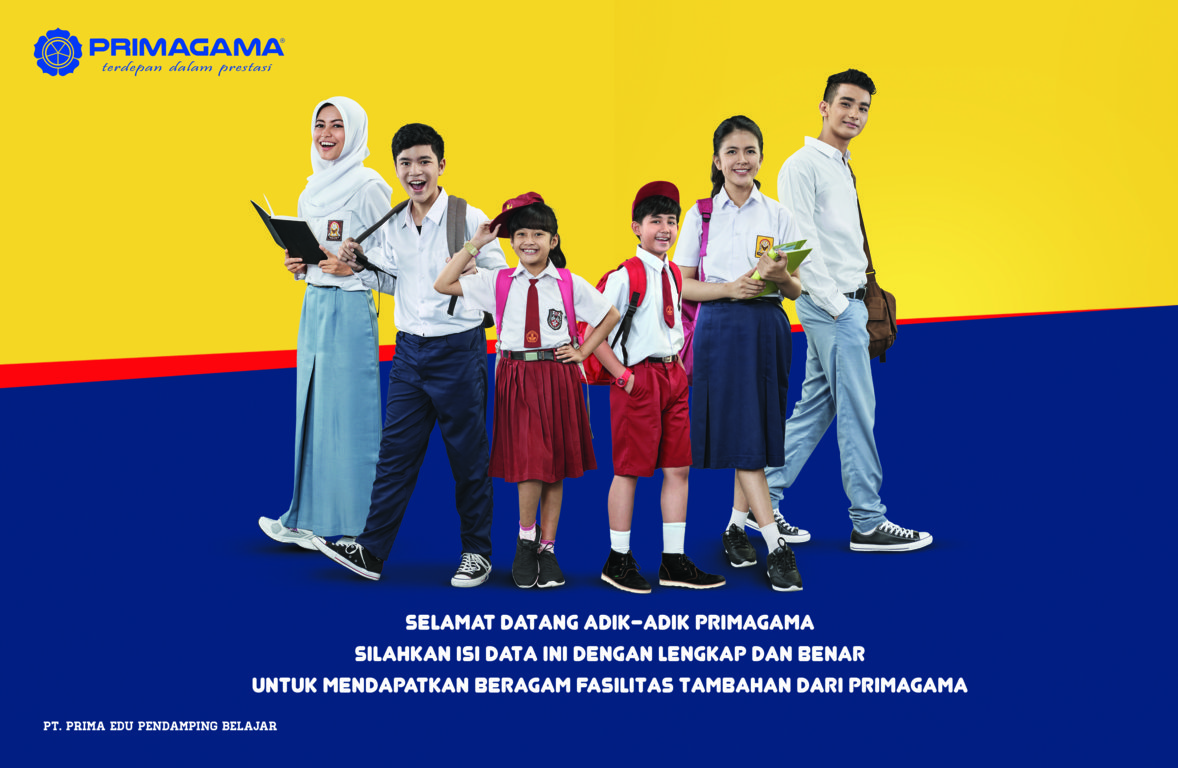 PRIMAGAMA®
terdepan dalam prestasi
SELAMAT DATANG ADIK-ADIK PRIMAGAMA
SILAHKAN ISI DATA INI DENGAN LENGKAP DAN BENAR
UNTUK MENDAPATKAN BERAGAM FASILITAS TAMBAHAN DARI PRIMAGAMA
PT. PRIMA EDU PENDAMPING BELAJAR